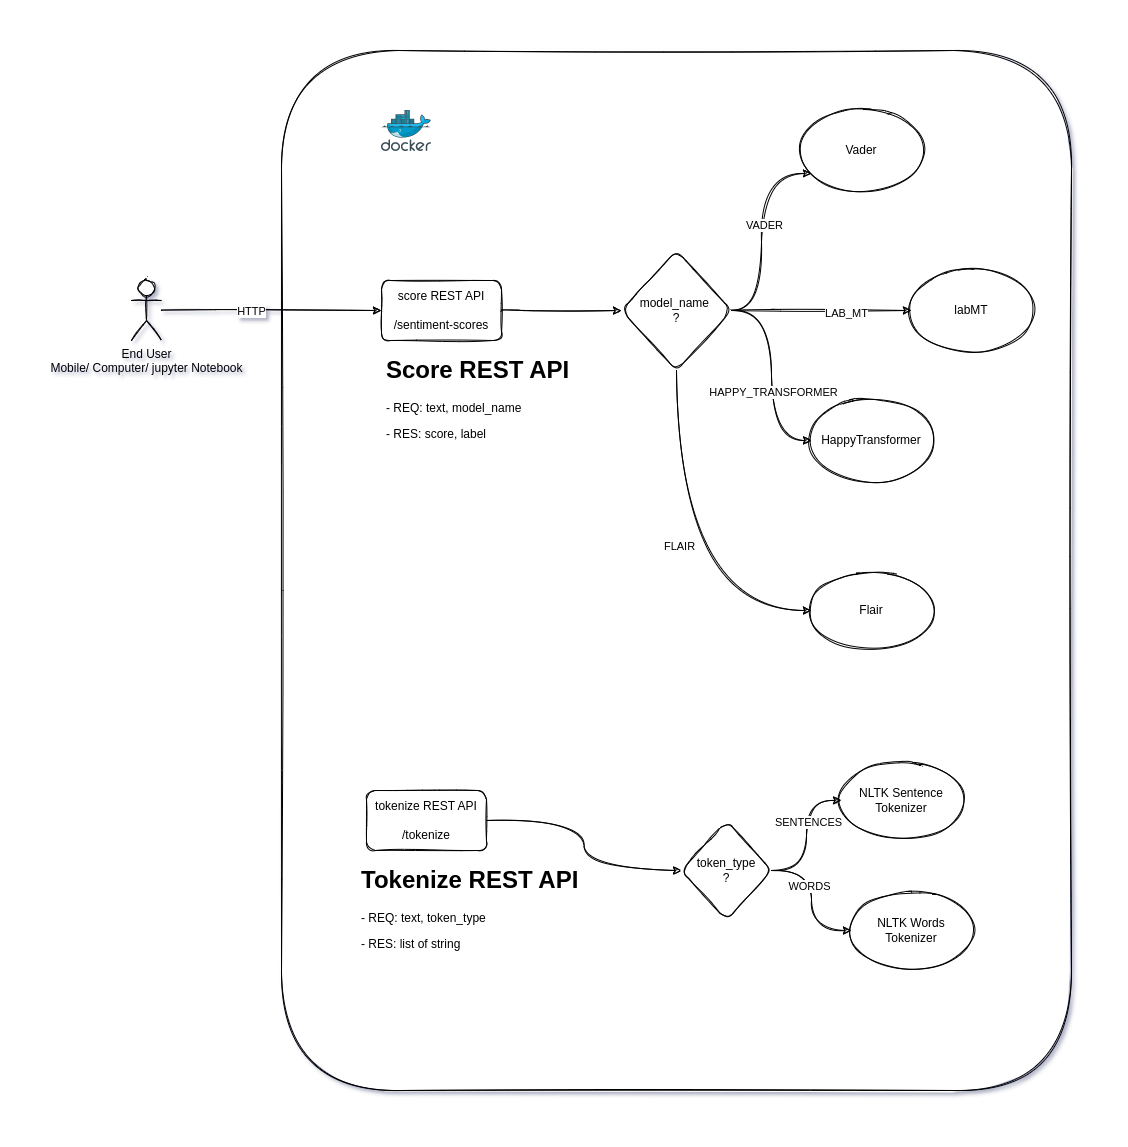 docker
Vader
VADER
score REST API
/sentiment-scores
model_name
?
labMT
LAB_MT
HTTP
End User
Mobile/ Computer/ jupyter Notebook
Score REST API
- REQ: text, model_name
- RES: score, label
HAPPY_TRANSFORMER
HappyTransformer
FLAIR
Flair
tokenize REST API
/tokenize
NLTK Sentence
Tokenizer
SENTENCES
token_type
?
WORDS
Tokenize REST API
- REQ: text, token_type
- RES: list of string
NLTK Words
Tokenizer